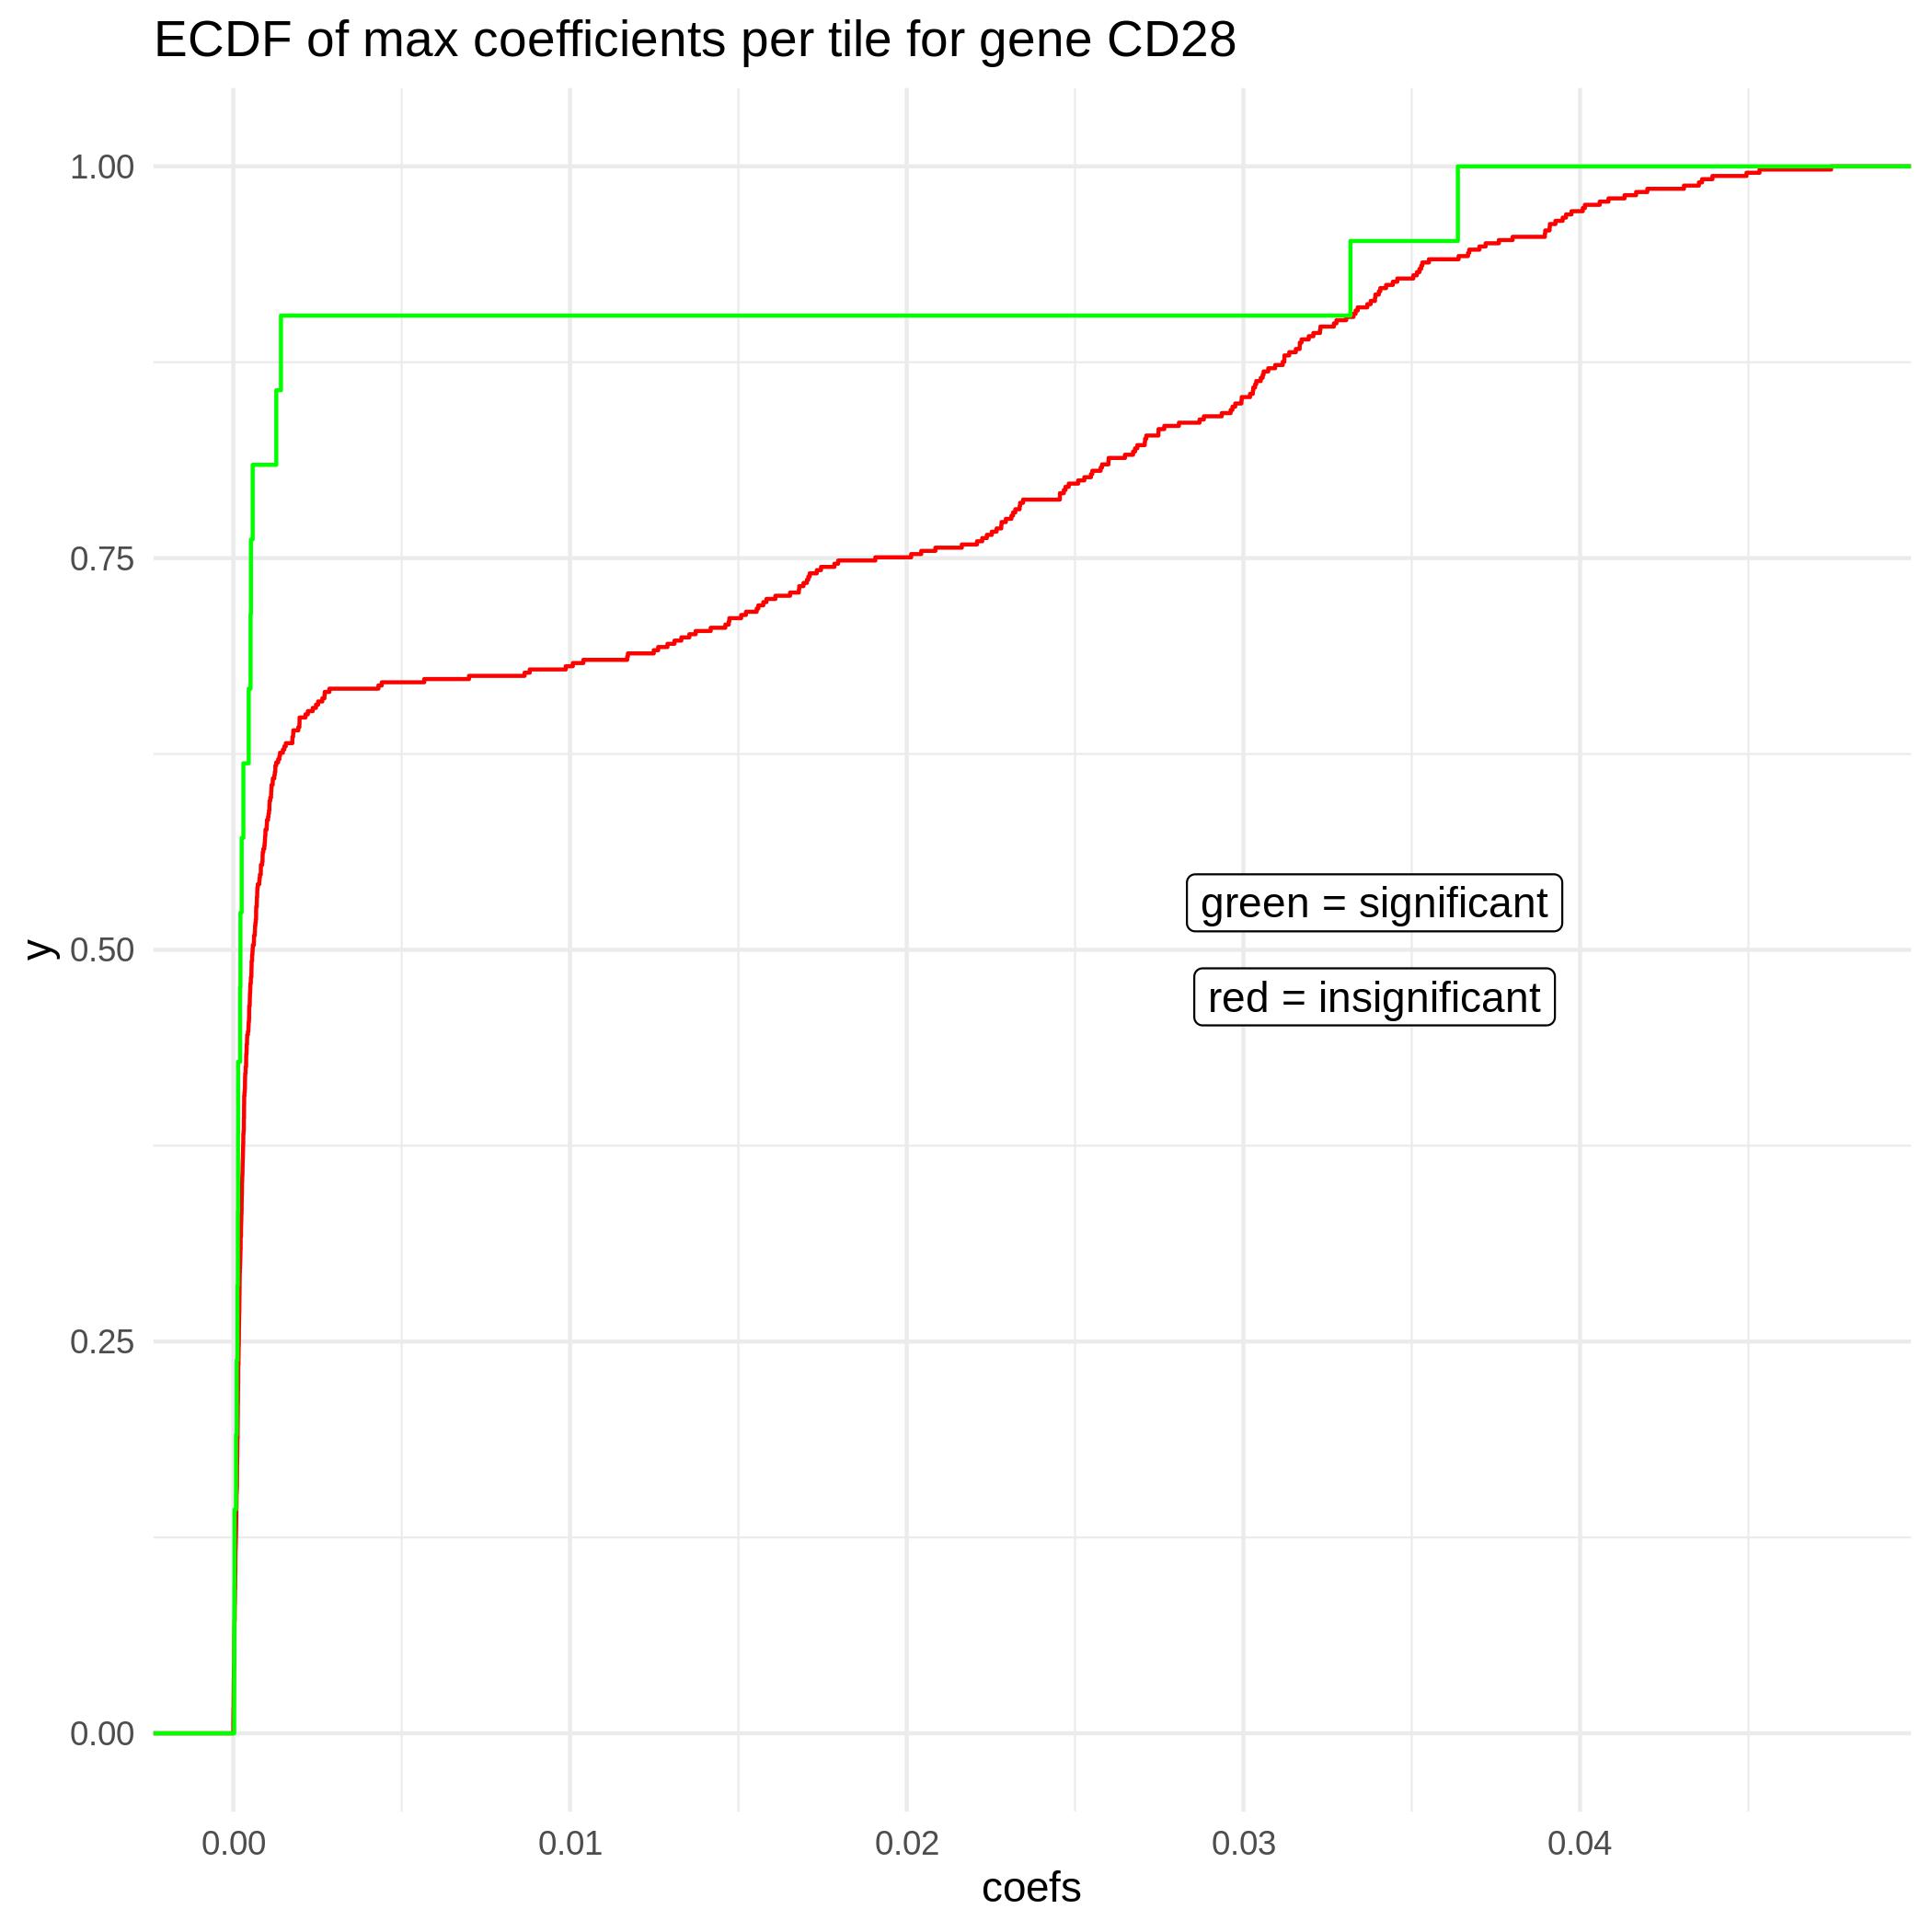 ECDF of max coefficients per tile for gene CD28
1.00
0.75
0.50
0.25
0.00
y
green = significant
red = insignificant
0.00 0.01 0.02 0.03 0.04
coefs